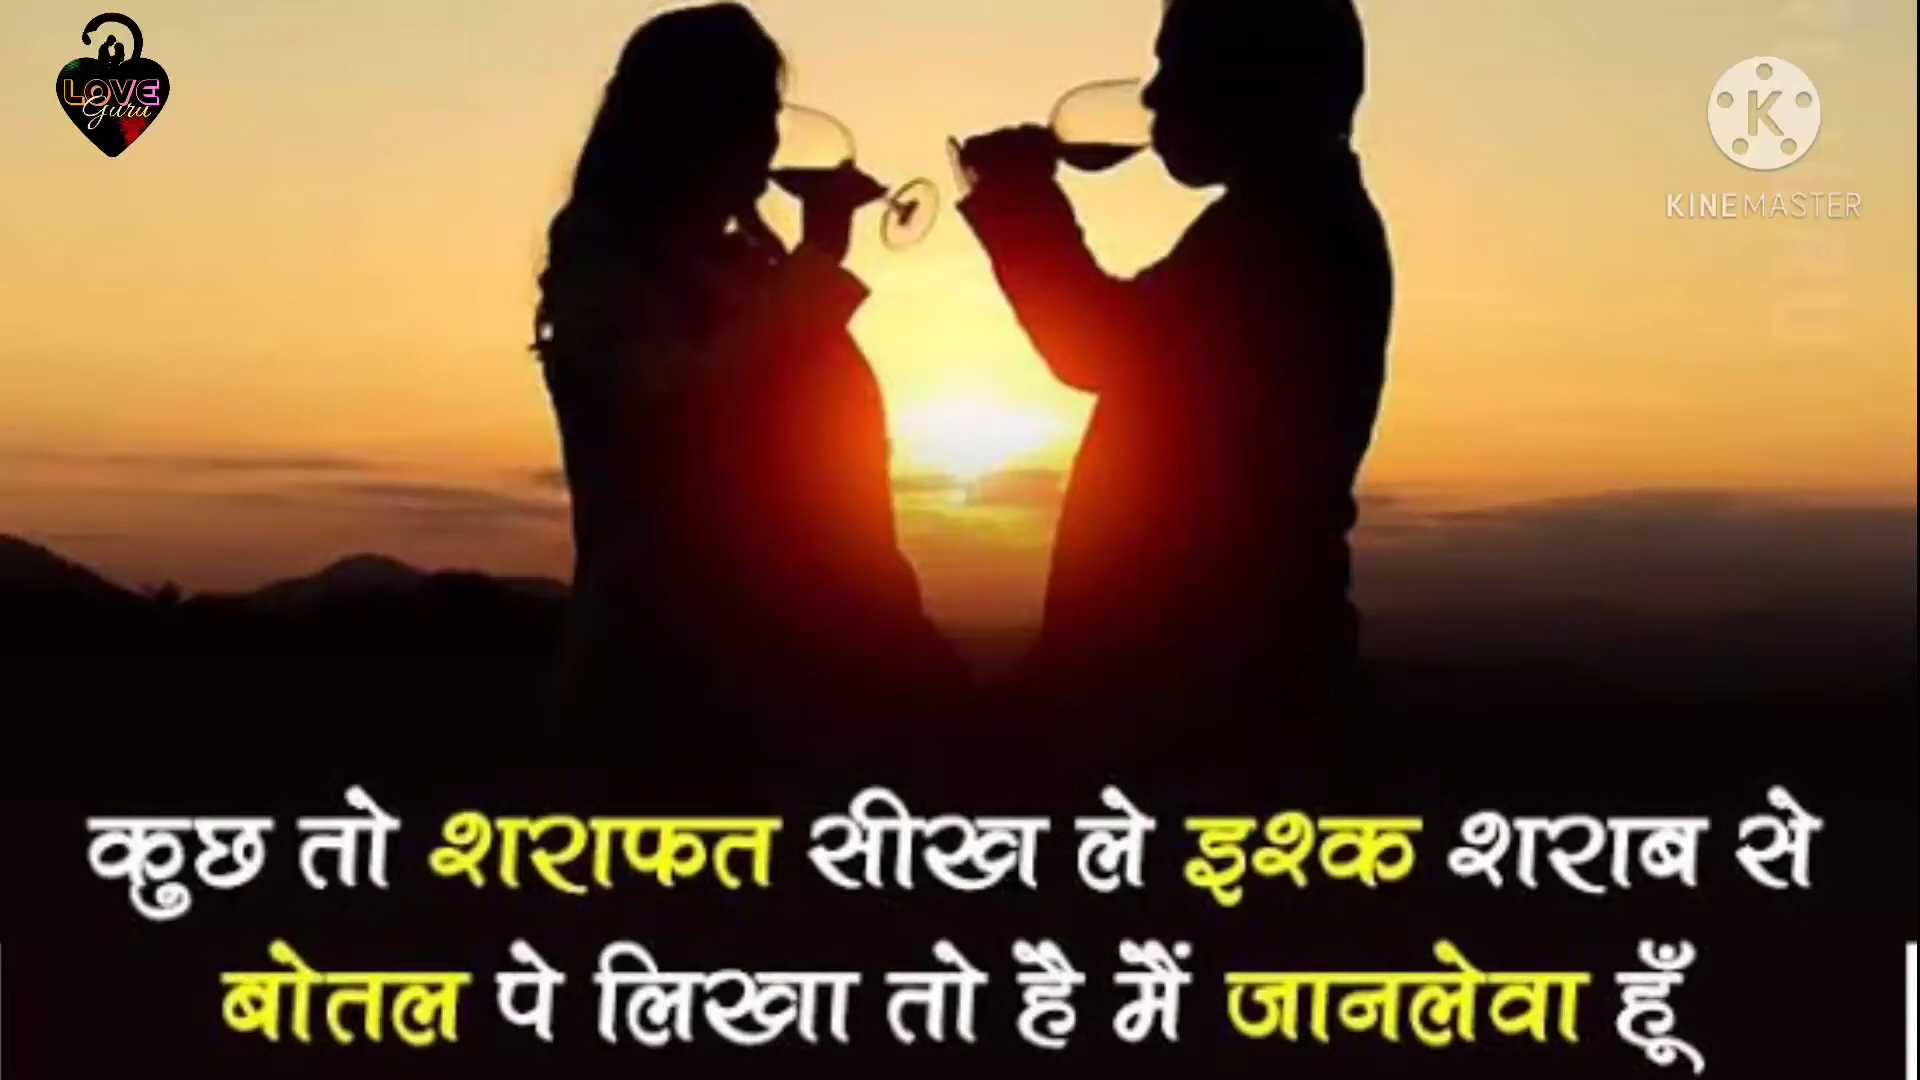 LOVE
Guru
K
KINEMASTER
कुछ तो शराफत सीख ले इश्क शराब से
बोतल पे लिखा तो है मैं जानलेवा हूँ